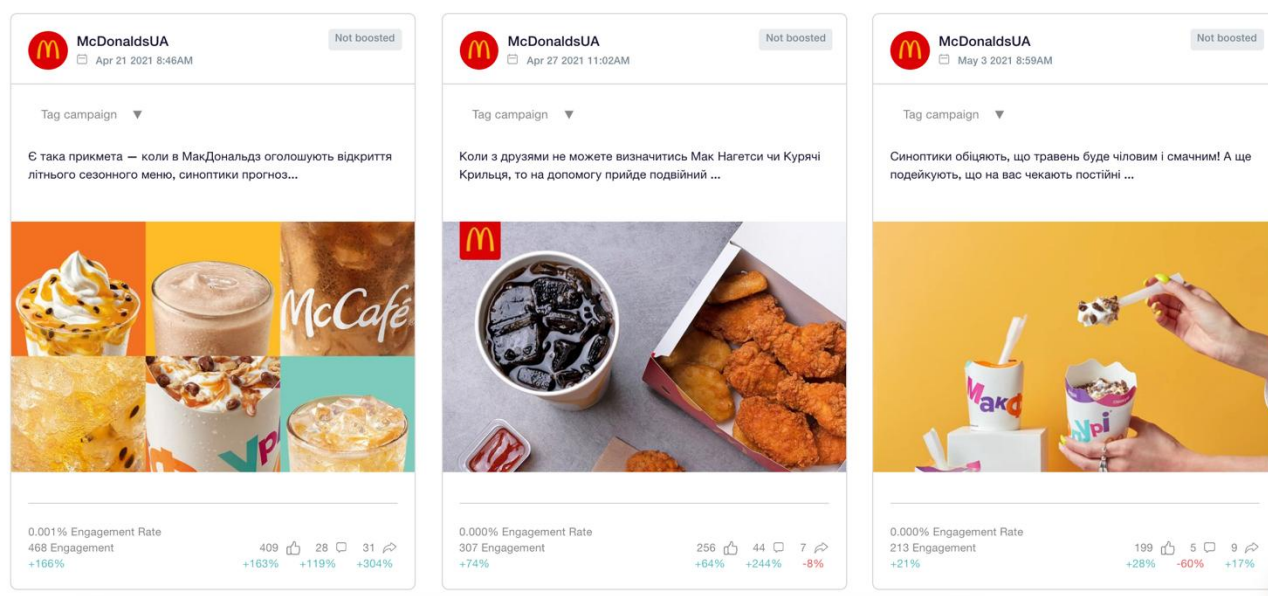 McDonaldsUA
Not boosted
Apr 21 2021 8:46AM
Tag campaign ▼
Є така прикмета — коли в МакДональдз оголошують відкриття
літнього сезонного меню, синоптики прогноз...
McCafé
0.001% Engagement Rate
468 Engagement
409 28 31
+166%
+163% +119% +304%
McDonaldsUA
Not boosted
Apr 27 2021 11:02AM
Tag campaign ▼
Коли з друзями не можете визначитись Мак Нагетси чи Курячі
Крильця, то на допомогу прийде подвійний ...
0.000% Engagement Rate
307 Engagement
256 44 7
+74%
+64% +244% -8%
McDonaldsUA
Not boosted
May 3 2021 8:59AM
Tag campaign ▼
Синоптики обіцяють, що травень буде чіловим і смачним! А ще
подейкують, що на вас чекають постійні ...
0.000% Engagement Rate
213 Engagement
199 5 9
+21%
+28% -60% +17%